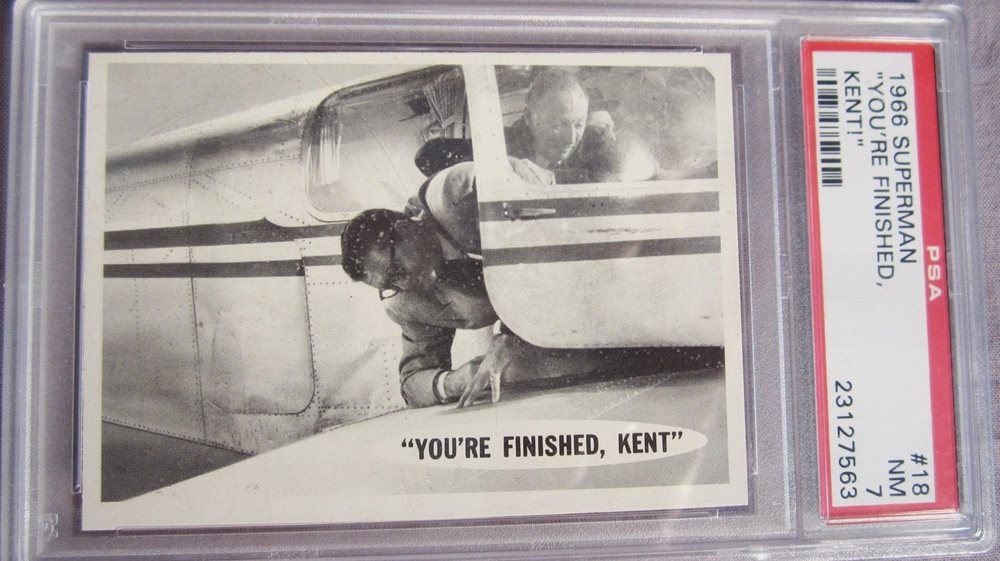 “YOU’RE FINISHED, KENT”
1966 SUPERMAN
"YOU'RE FINISHED,
KENT!"
PSA
#18
NM
7
23127563